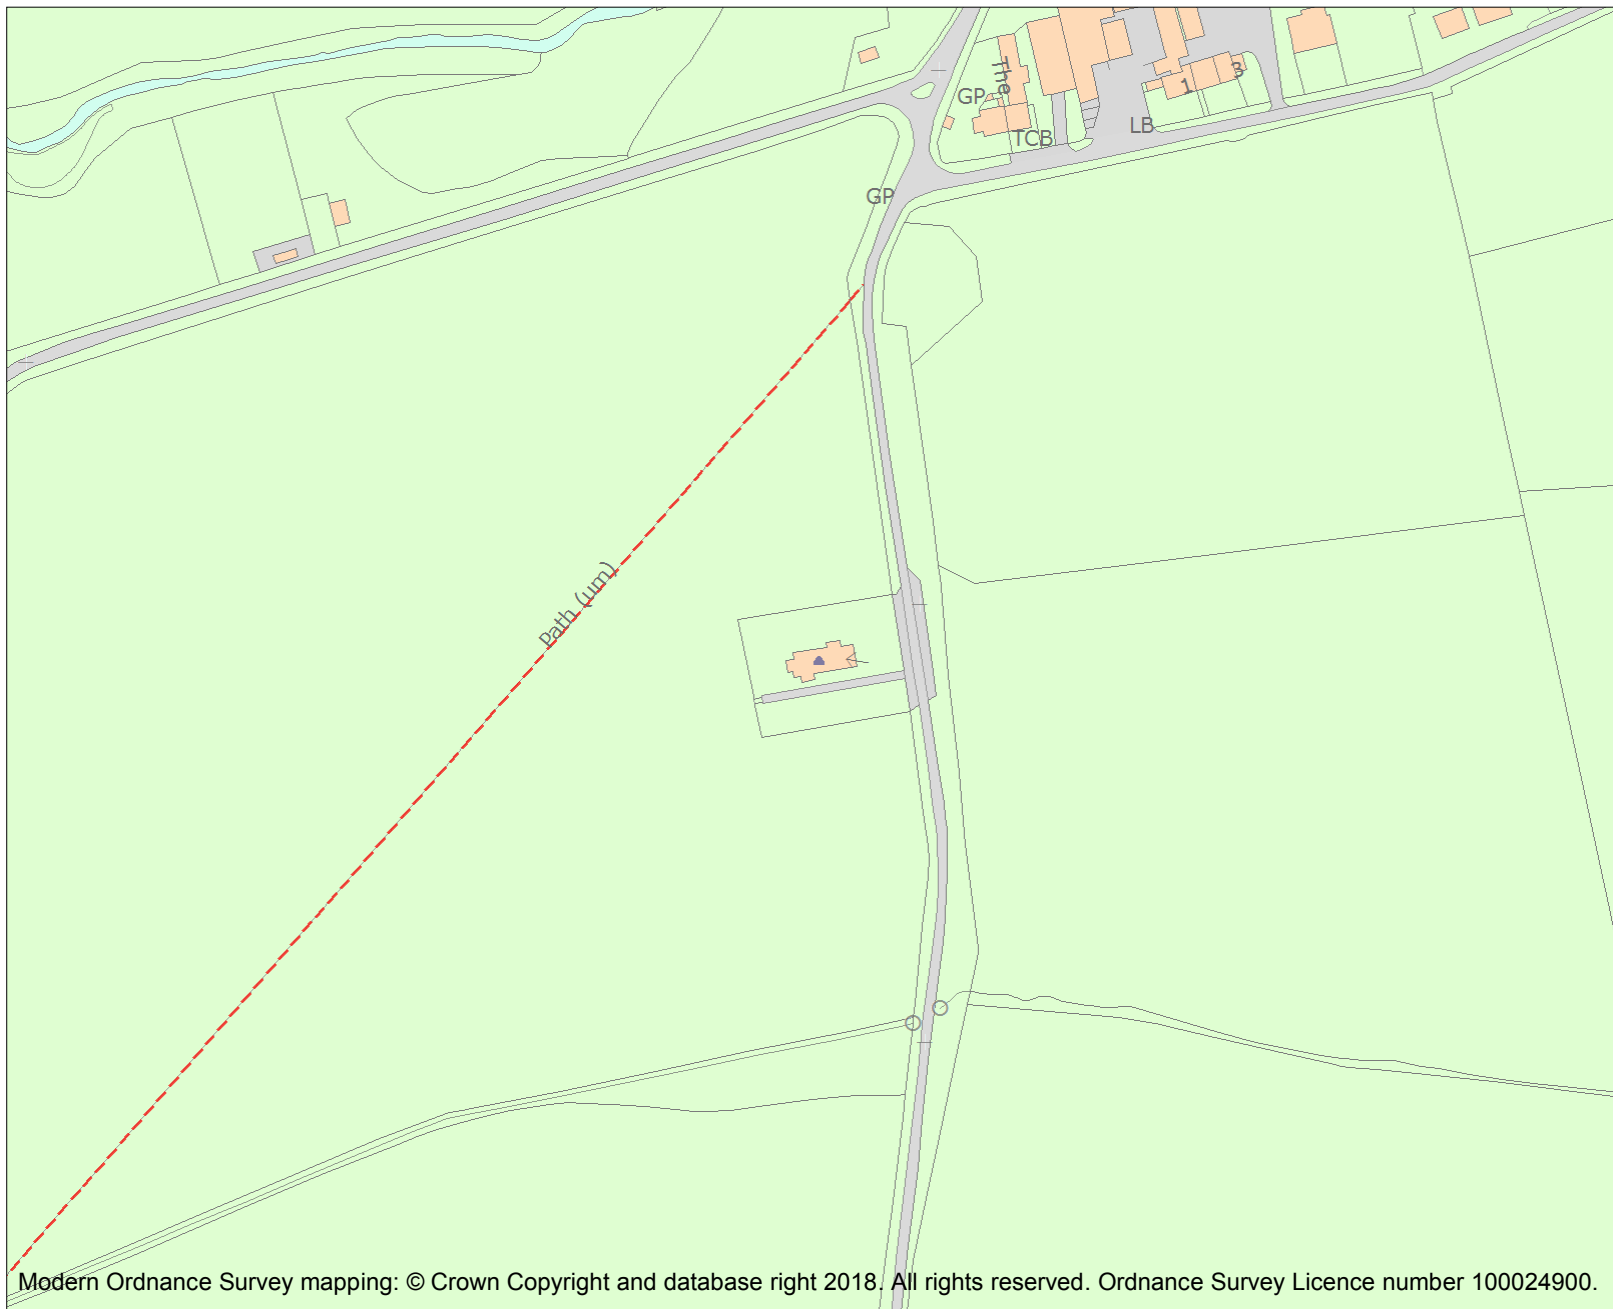 The
3
1
GP
LB
TCB
GP
Path (um)
Modern Ordnance Survey mapping: © Crown Copyright and database right 2018. All rights reserved. Ordnance Survey Licence number 100024900.